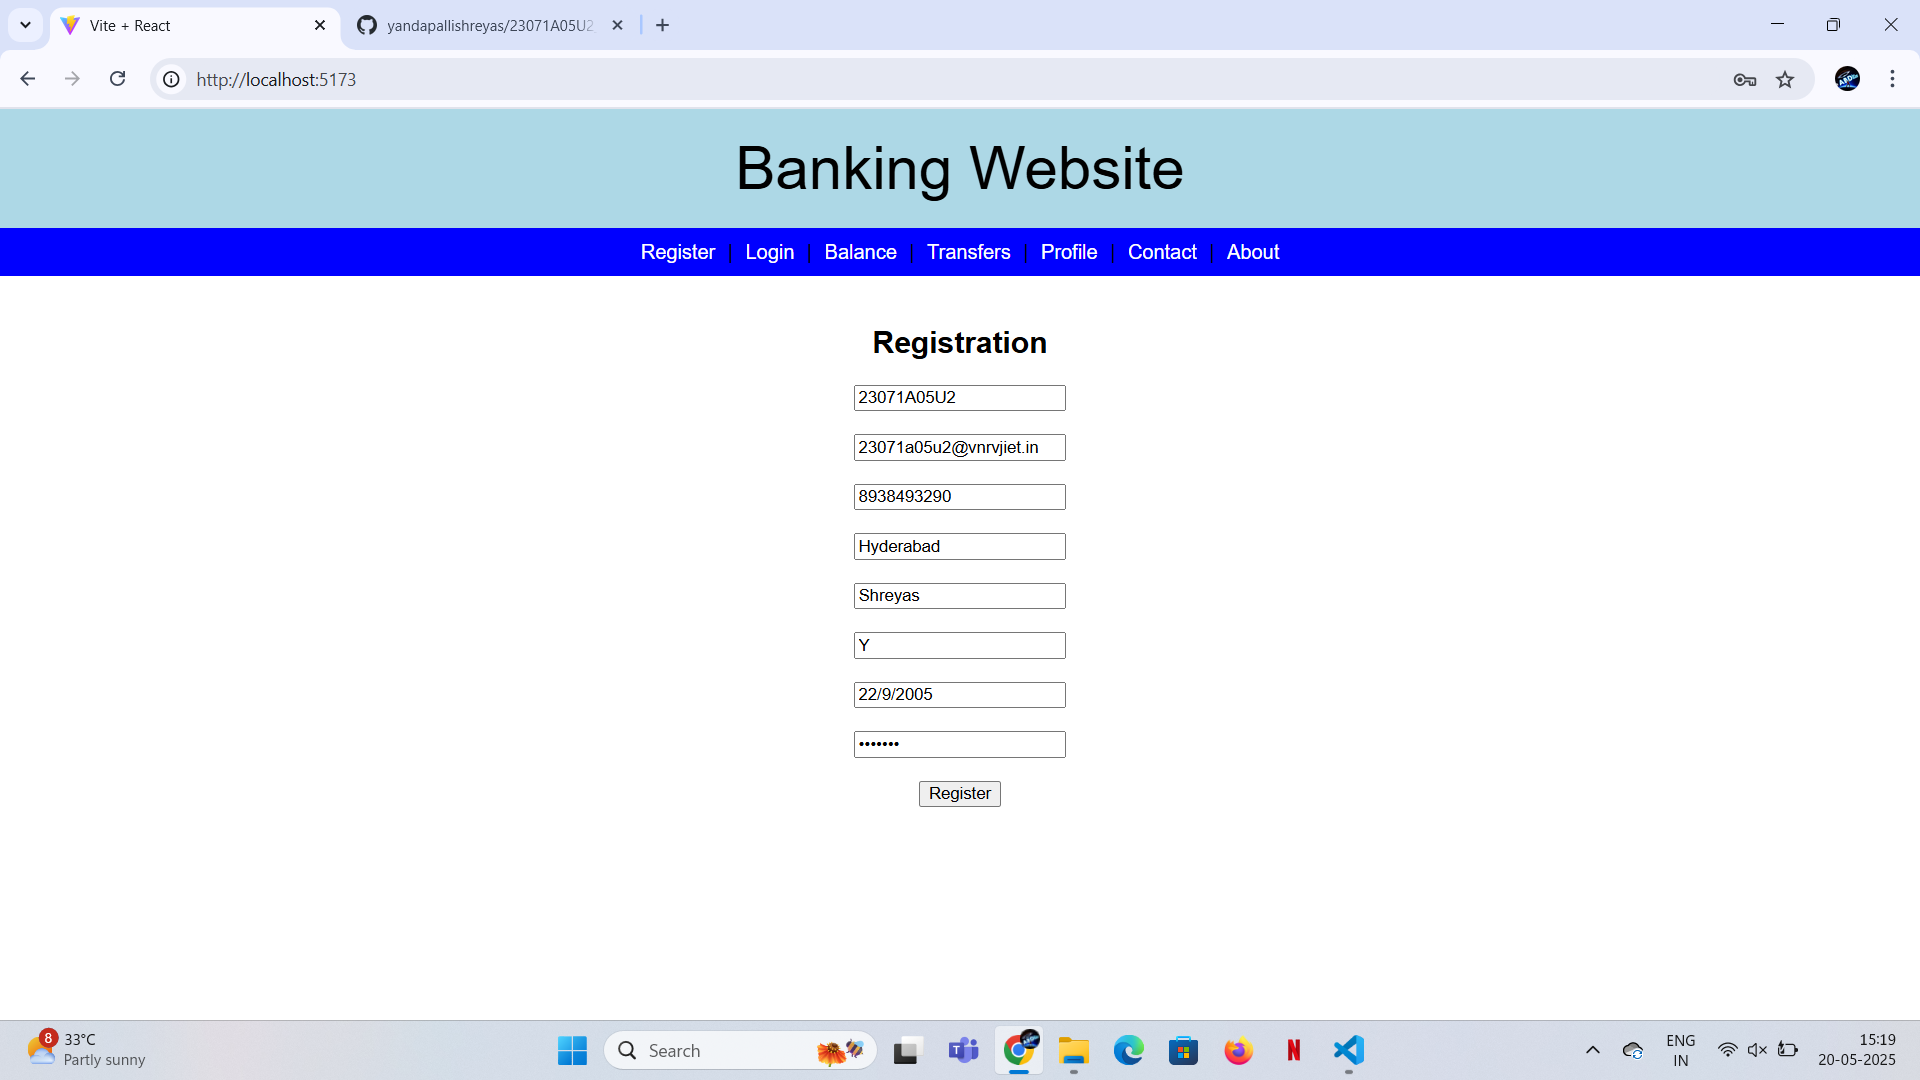 Vite + React
yandapallishreyas/23071A05U2
http://localhost:5173
Banking Website
Register | Login | Balance | Transfers | Profile | Contact | About
Registration
23071A05U2
23071a05u2@vnrvjiet.in
8938493290
Hyderabad
Shreyas
Y
22/9/2005
•••••••
Register
8
33°C
Partly sunny
Search
ENG
IN
15:19
20-05-2025